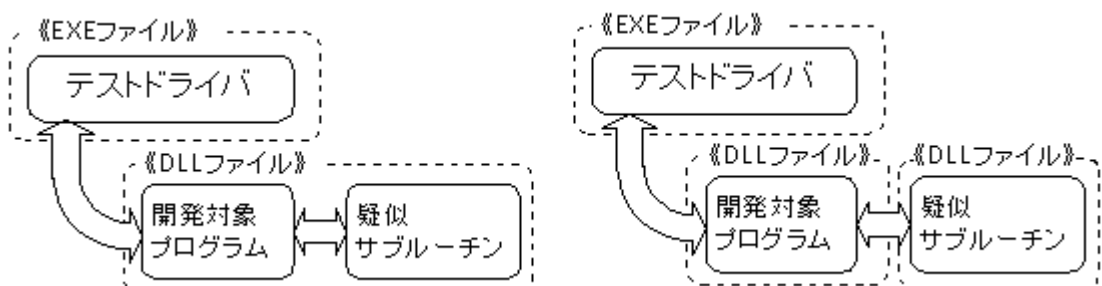 《EXEファイル》
テストドライバ
《DLLファイル》
開発対象
プログラム
疑似
サブルーチン
《EXEファイル》
テストドライバ
《DLLファイル》
開発対象
プログラム
《DLLファイル》
疑似
サブルーチン